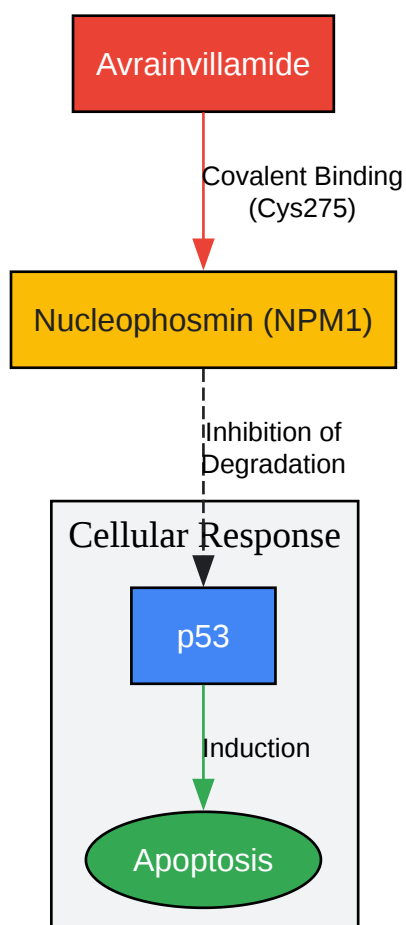 Avrainvillamide
Covalent Binding
(Cys275)
Nucleophosmin (NPM1)
Inhibition of
Degradation
Cellular Response
p53
Induction
Apoptosis